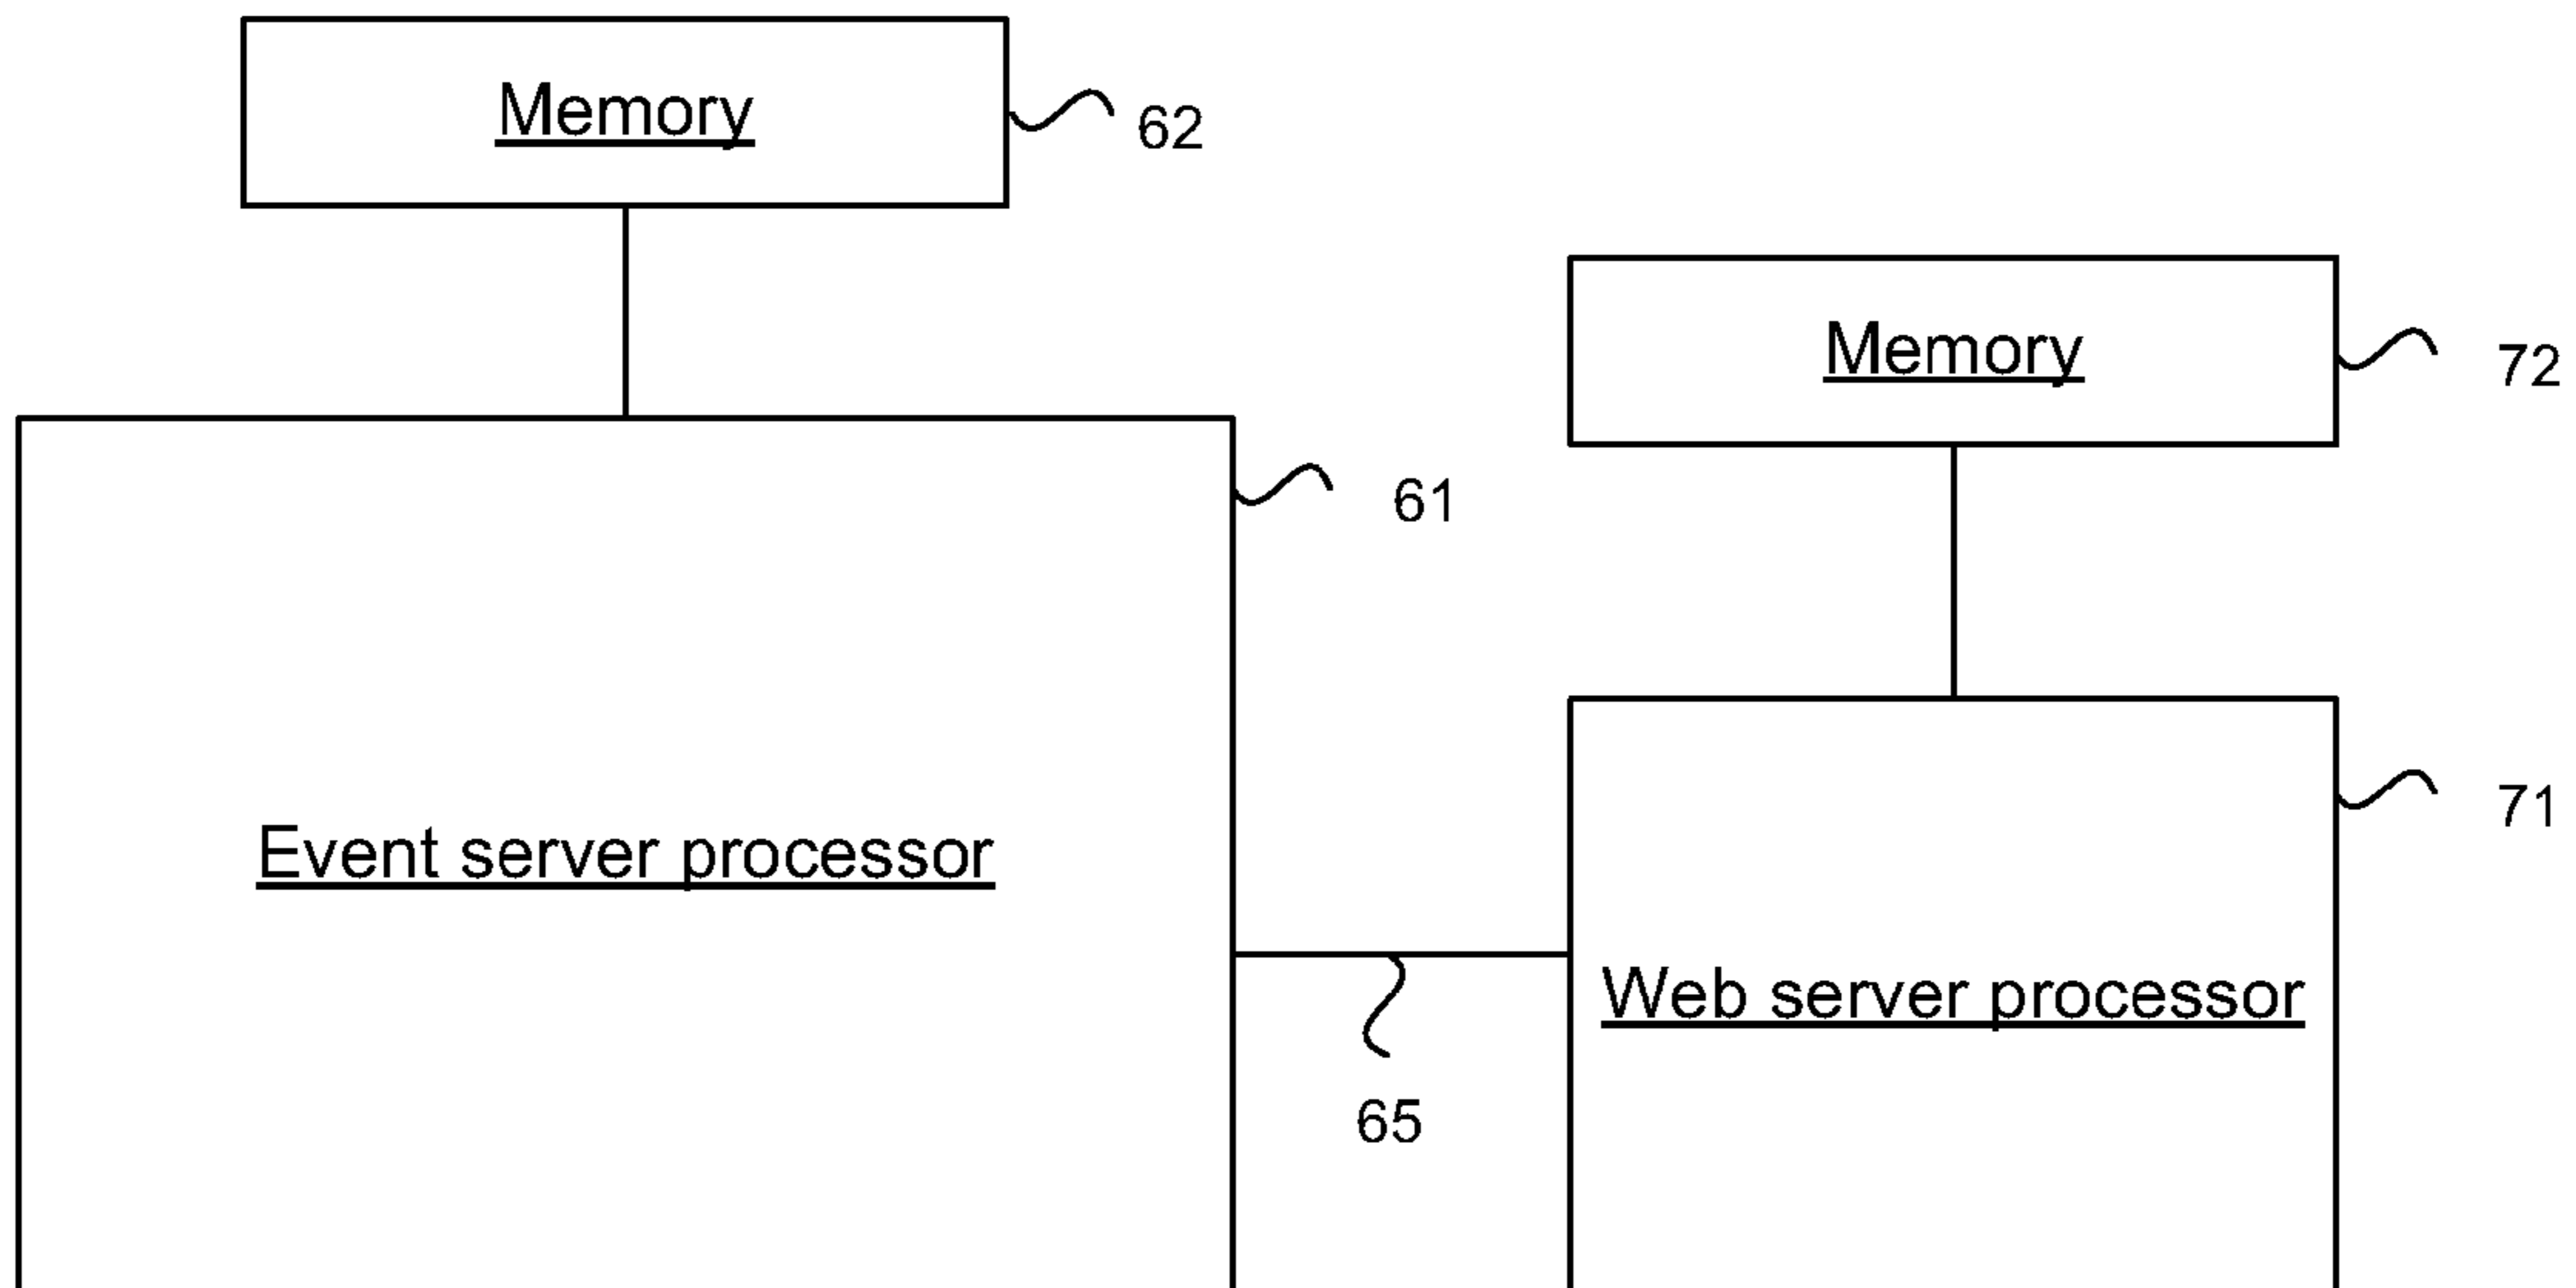 Memory
62
Memory
72
61
Event server processor
71
Web server processor
65